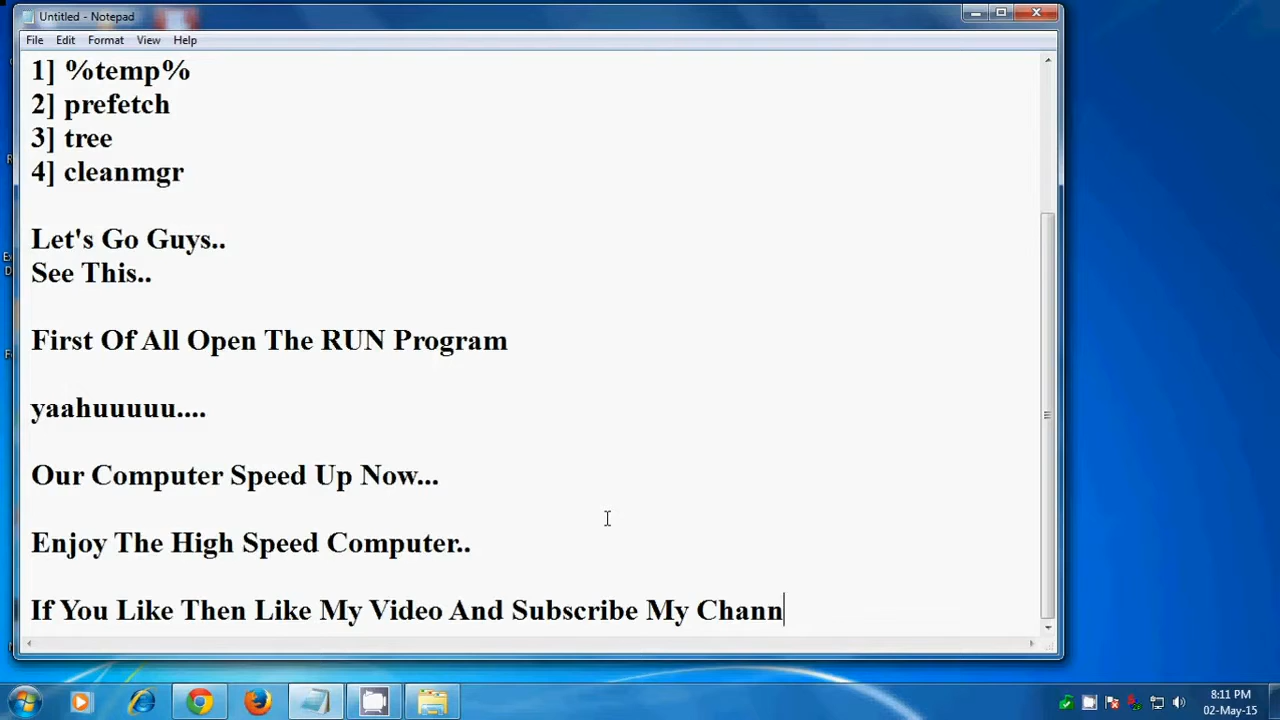 Untitled - Notepad
File Edit Format View Help
1] %temp%
2] prefetch
3] tree
4] cleanmgr
Let's Go Guys..
See This..
First Of All Open The RUN Program
yaahuuuuu....
Our Computer Speed Up Now...
Enjoy The High Speed Computer..
If You Like Then Like My Video And Subscribe My Chann
8:11 PM
02-May-15